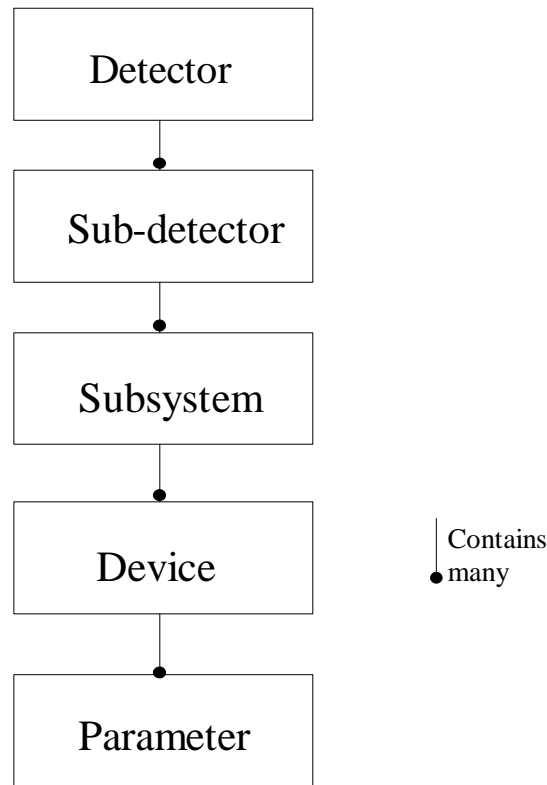 Detector
Sub-detector
Subsystem
Device
Contains
many
Parameter